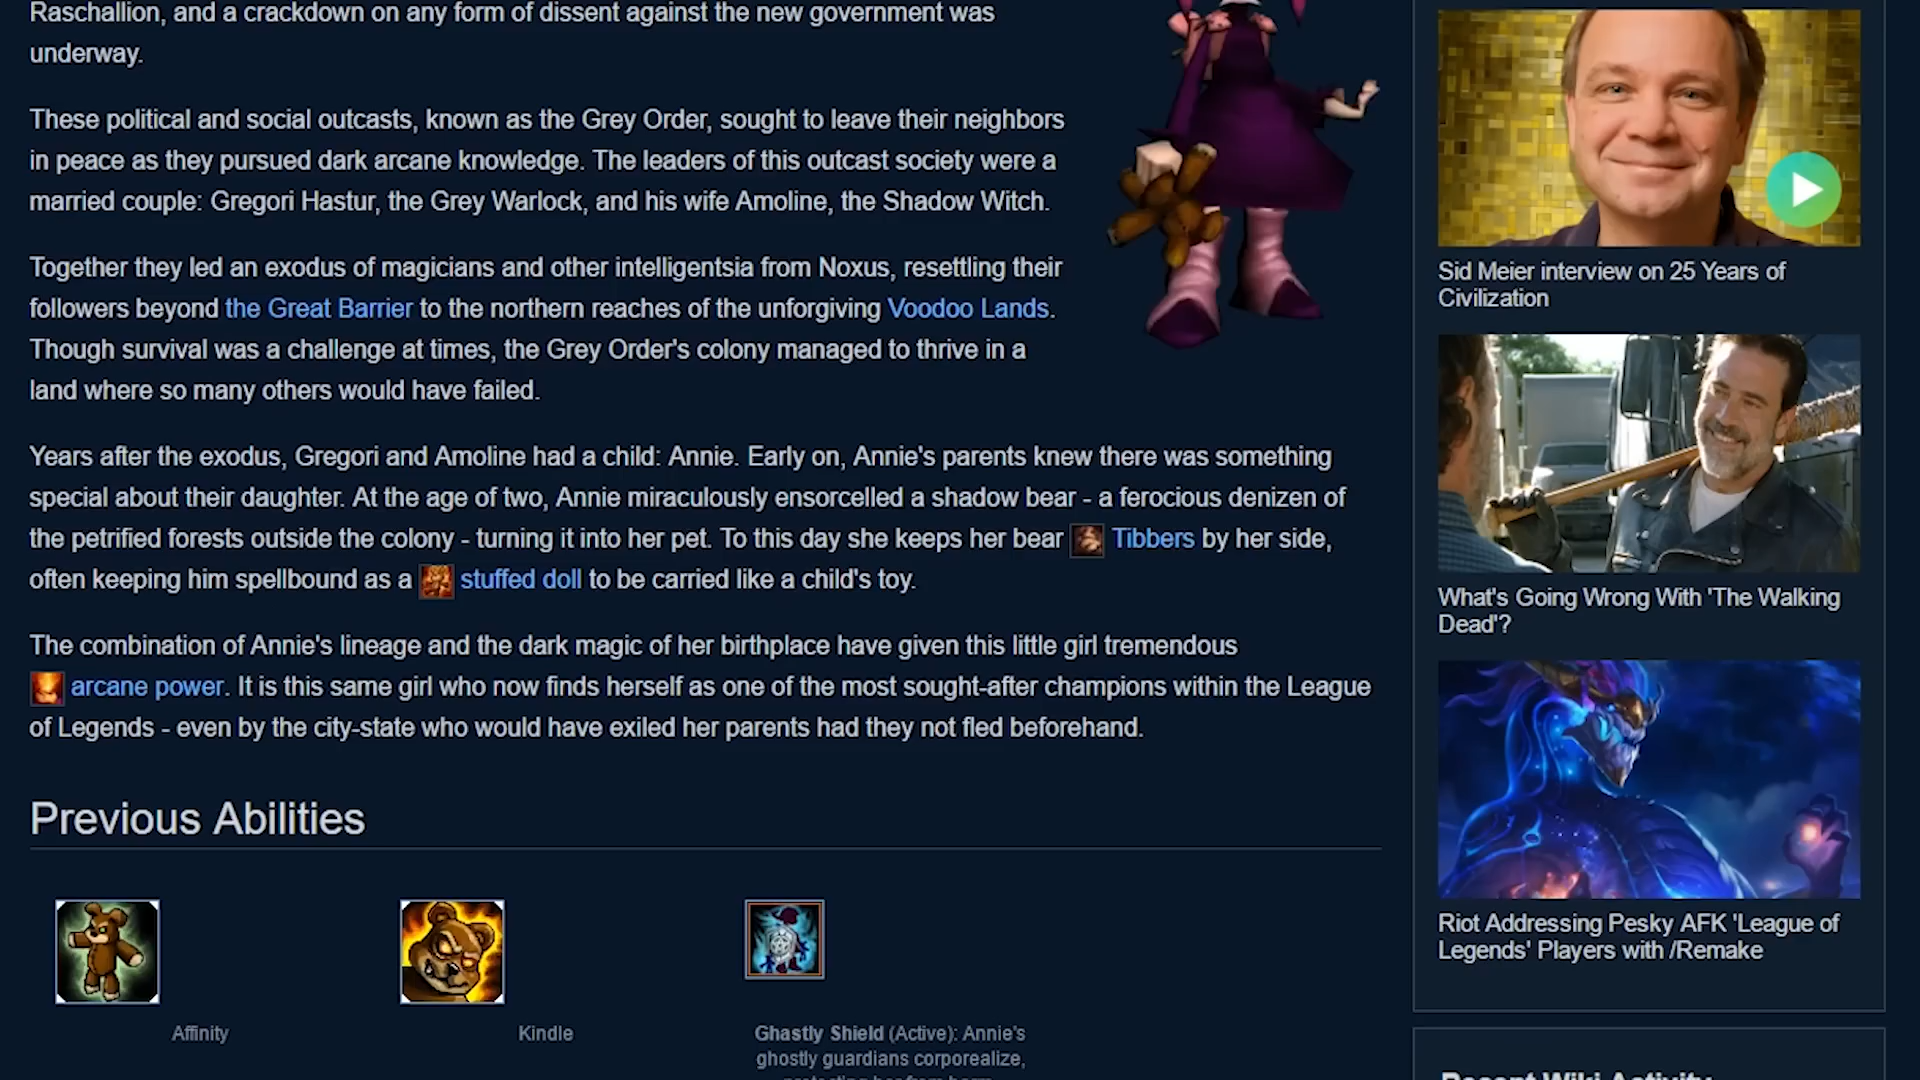 Raschallion, and a crackdown on any form of dissent against the new government was
underway.
These political and social outcasts, known as the Grey Order, sought to leave their neighbors
in peace as they pursued dark arcane knowledge. The leaders of this outcast society were a
married couple: Gregori Hastur, the Grey Warlock, and his wife Amoline, the Shadow Witch.
Together they led an exodus of magicians and other intelligentsia from Noxus, resettling their
followers beyond the Great Barrier to the northern reaches of the unforgiving Voodoo Lands.
Though survival was a challenge at times, the Grey Order's colony managed to thrive in a
land where so many others would have failed.
Years after the exodus, Gregori and Amoline had a child: Annie. Early on, Annie's parents knew there was something
special about their daughter. At the age of two, Annie miraculously ensorcelled a shadow bear - a ferocious denizen of
the petrified forests outside the colony - turning it into her pet. To this day she keeps her bear Tibbers by her side,
often keeping him spellbound as a stuffed doll to be carried like a child's toy.
The combination of Annie's lineage and the dark magic of her birthplace have given this little girl tremendous
arcane power. It is this same girl who now finds herself as one of the most sought-after champions within the League
of Legends - even by the city-state who would have exiled her parents had they not fled beforehand.
Previous Abilities
Affinity
Kindle
Ghastly Shield (Active): Annie's
ghostly guardians corporealize,
protecting her from harm
Sid Meier interview on 25 Years of
Civilization
What's Going Wrong With 'The Walking
Dead'?
Riot Addressing Pesky AFK 'League of
Legends' Players with /Remake
Recent Wiki Activity